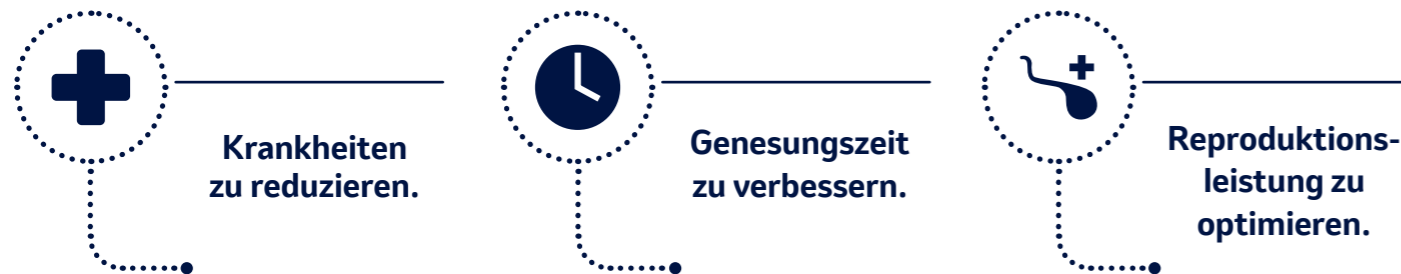 Krankheiten
zu reduzieren.
Genesungszeit
zu verbessern.
Reproduktions-
leistung zu
optimieren.